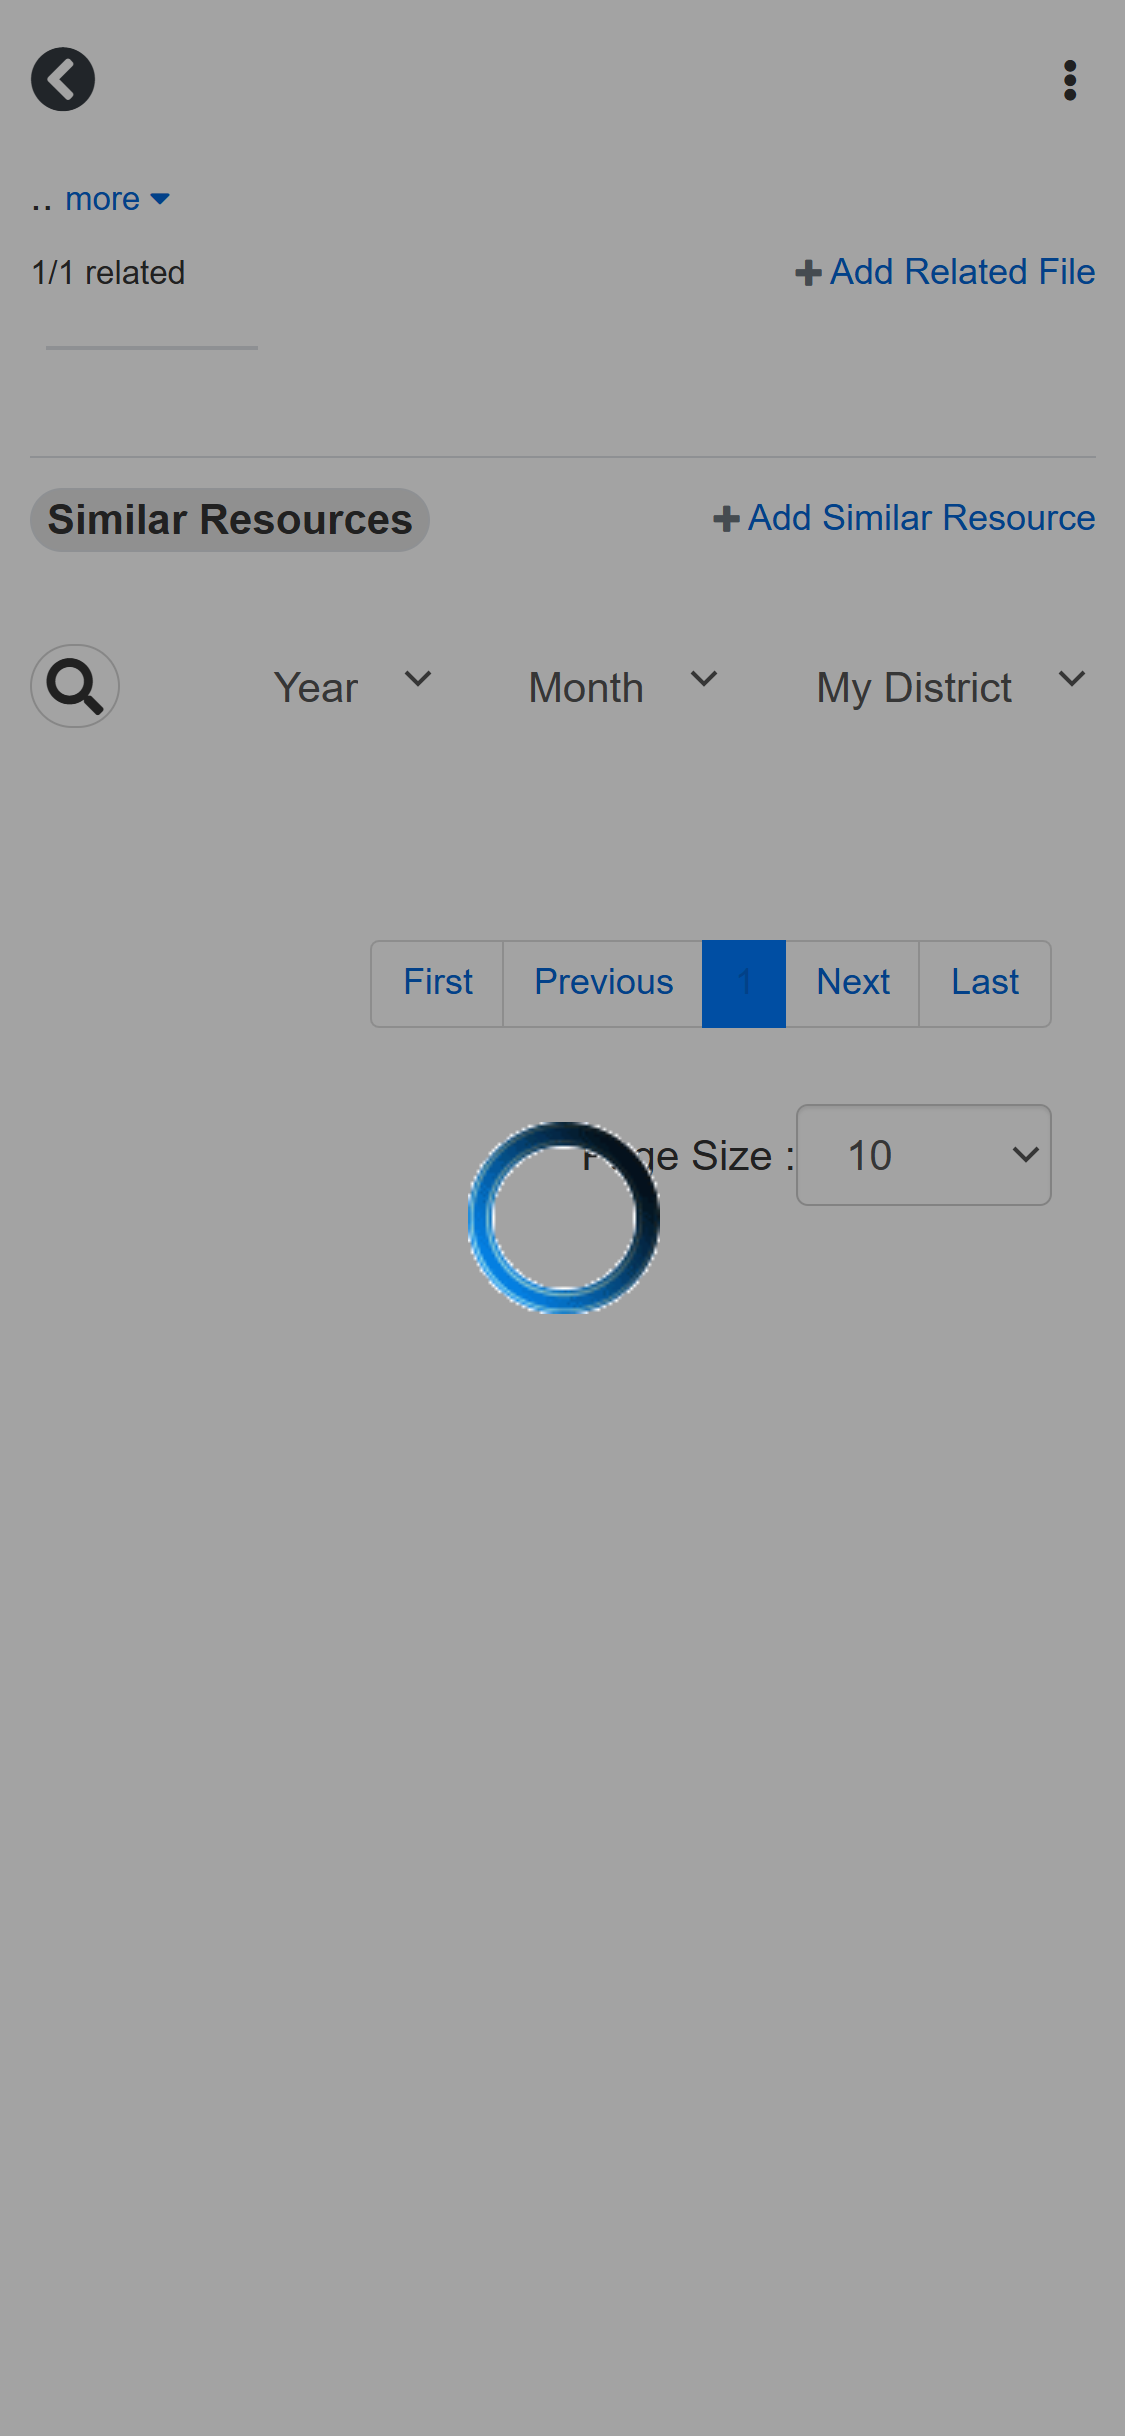 .. more
1/1 related
Add Related File
Similar Resources
Add Similar Resource
Year Month My District
First Previous 1 Next Last
Size : 10